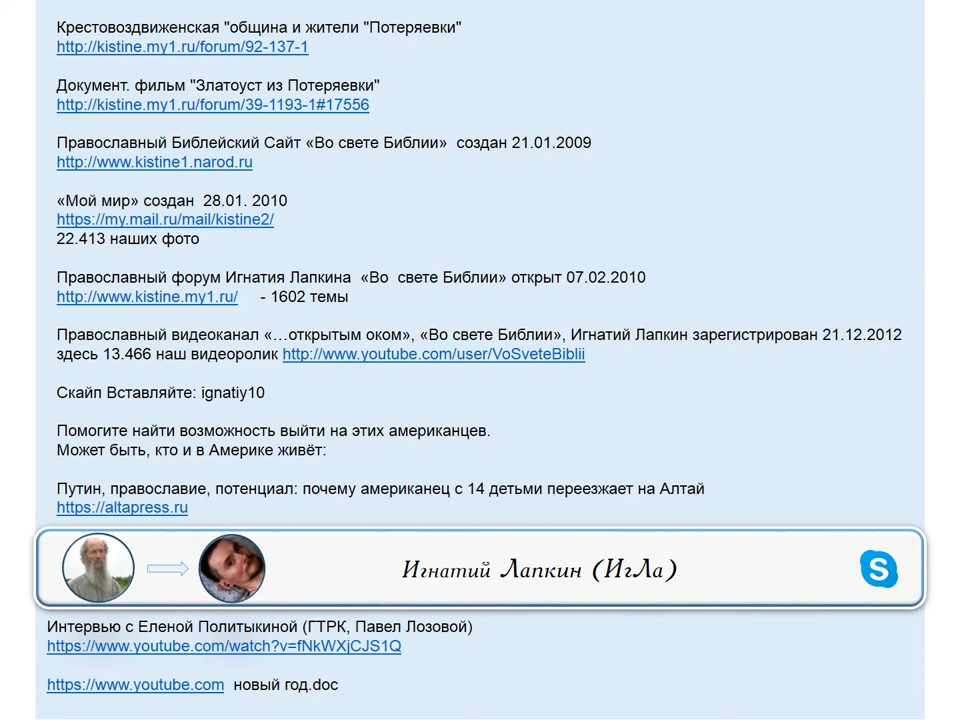 Крестовоздвиженская "община и жители "Потеряевки"
http://kistine.my1.ru/forum/92-137-1
Документ. фильм "Златоуст из Потеряевки"
http://kistine.my1.ru/forum/39-1193-1#17556
Православный Библейский Сайт «Во свете Библии» создан 21.01.2009
http://www.kistine1.narod.ru
«Мой мир» создан 28.01. 2010
https://my.mail.ru/mail/kistine2/
22.413 наших фото
Православный форум Игнатия Лапкина «Во свете Библии» открыт 07.02.2010
http://www.kistine.my1.ru/ - 1602 темы
Православный видеоканал «…открытым оком», «Во свете Библии», Игнатий Лапкин зарегистрирован 21.12.2012
здесь 13.466 наш видеоролик http://www.youtube.com/user/VoSveteBiblii
Скайп Вставляйте: ignatiy10
Помогите найти возможность выйти на этих американцев.
Может быть, кто и в Америке живёт:
Путин, православие, потенциал: почему американец с 14 детьми переезжает на Алтай
https://altapress.ru
Игнатий Лапкин (ИгЛа)
S
Интервью с Еленой Политыкиной (ГТРК, Павел Лозовой)
https://www.youtube.com/watch?v=fNkWXjCJS1Q
https://www.youtube.com новый год.doc